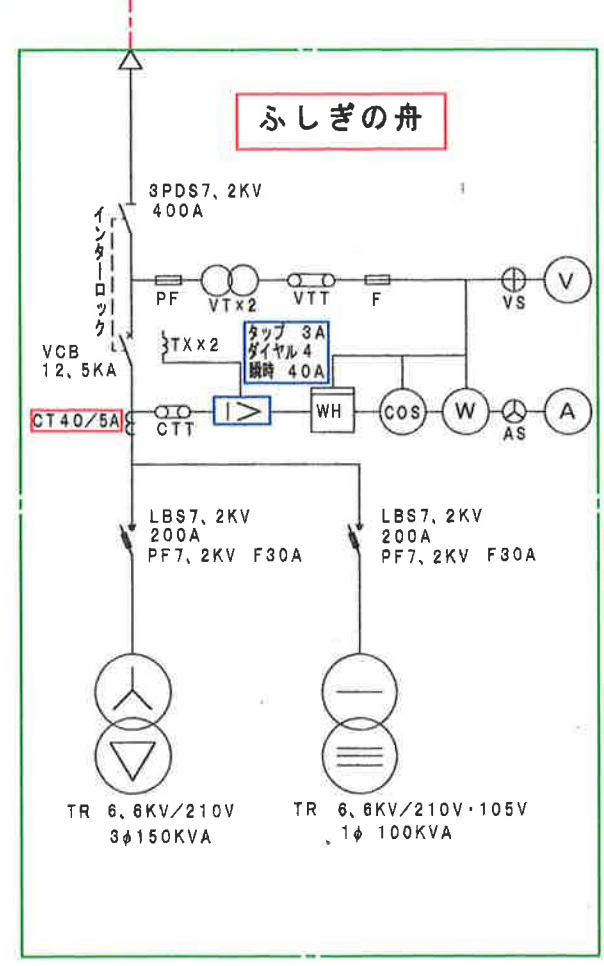 ふしぎの舟
3PDS7、2KV
400A
インターロック
PF
VT×2
VTT
F
VS
V
VCB
12、5KA
TX×2
タップ 3A
ダイヤル 4
瞬時 40A
CT40/5A
CTT
I>
WH
COS
W
AS
A
LBS7、2KV
200A
PF7、2KV F30A
LBS7、2KV
200A
PF7、2KV F30A
TR 6、6KV/210V
3φ150KVA
TR 6、6KV/210V・105V
1φ 100KVA